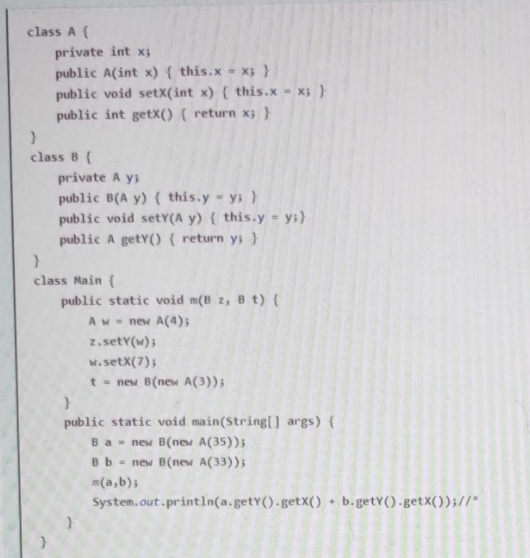 class A {
private int x;
public A(int x) { this.x = x; }
public void setX(int x) { this.x = x; }
public int getX() { return x; }
}
class B {
private A y;
public B(A y) { this.y = y; }
public void setY(A y) { this.y = y;}
public A getY() { return y; }
}
class Main {
public static void m(B z, B t) {
A w = new A(4);
z.setY(w);
w.setX(7);
t = new B(new A(3));
}
public static void main(String[] args) {
B a = new B(new A(35));
B b = new B(new A(33));
m(a,b);
System.out.println(a.getY().getX() + b.getY().getX());//*
}
}